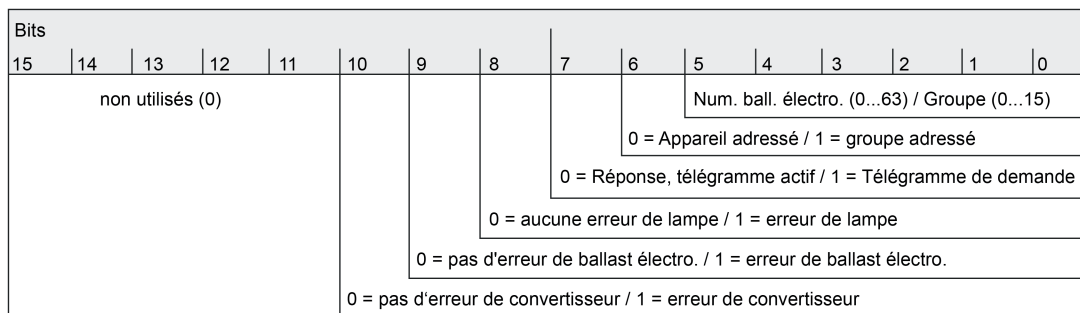 Bits
15 14 13 12 11 10 9 8 7 6 5 4 3 2 1 0
non utilisés (0) Num. ball. électro. (0...63) / Groupe (0...15)
0 = Appareil adressé / 1 = groupe adressé
0 = Réponse, télégramme actif / 1 = Télégramme de demande
0 = aucune erreur de lampe / 1 = erreur de lampe
0 = pas d'erreur de ballast électro. / 1 = erreur de ballast électro.
0 = pas d‘erreur de convertisseur / 1 = erreur de convertisseur